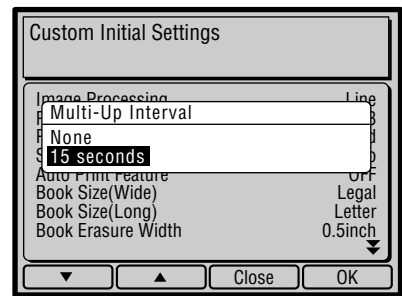 Custom Initial Settings
Image Processing Line
Multi-Up Interval
None
15 seconds
Auto Print Feature OFF
Book Size(Wide) Legal
Book Size(Long) Letter
Book Erasure Width 0.5inch
▼ ▲ Close OK